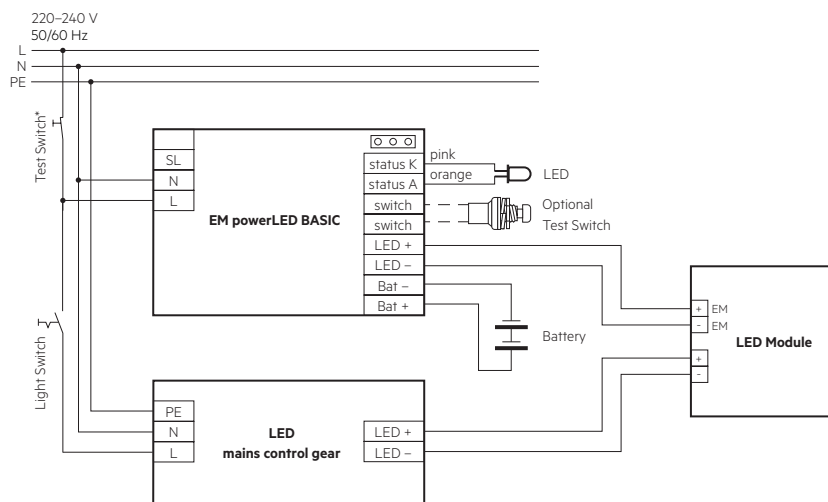 220–240 V
50/60 Hz
L
N
PE
Test Switch*
SL
N
L
EM powerLED BASIC
status K
status A
switch
switch
LED +
LED –
Bat –
Bat +
pink
orange
LED
Optional
Test Switch
Battery
+ EM
- EM
+
-
LED Module
Light Switch
PE
N
L
LED
mains control gear
LED +
LED –